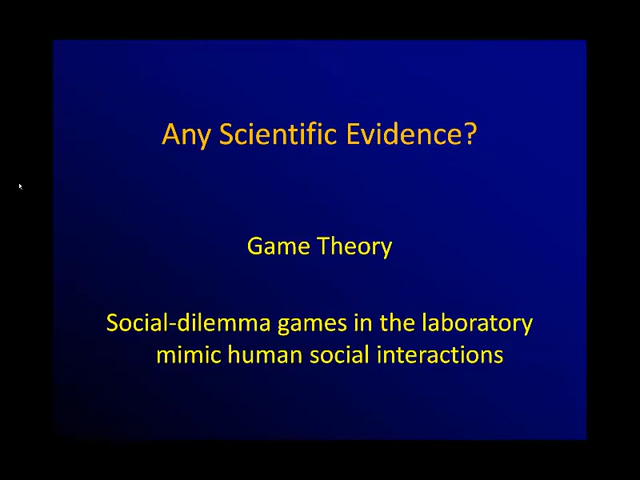 Any Scientific Evidence?
Game Theory
Social-dilemma games in the laboratory
mimic human social interactions